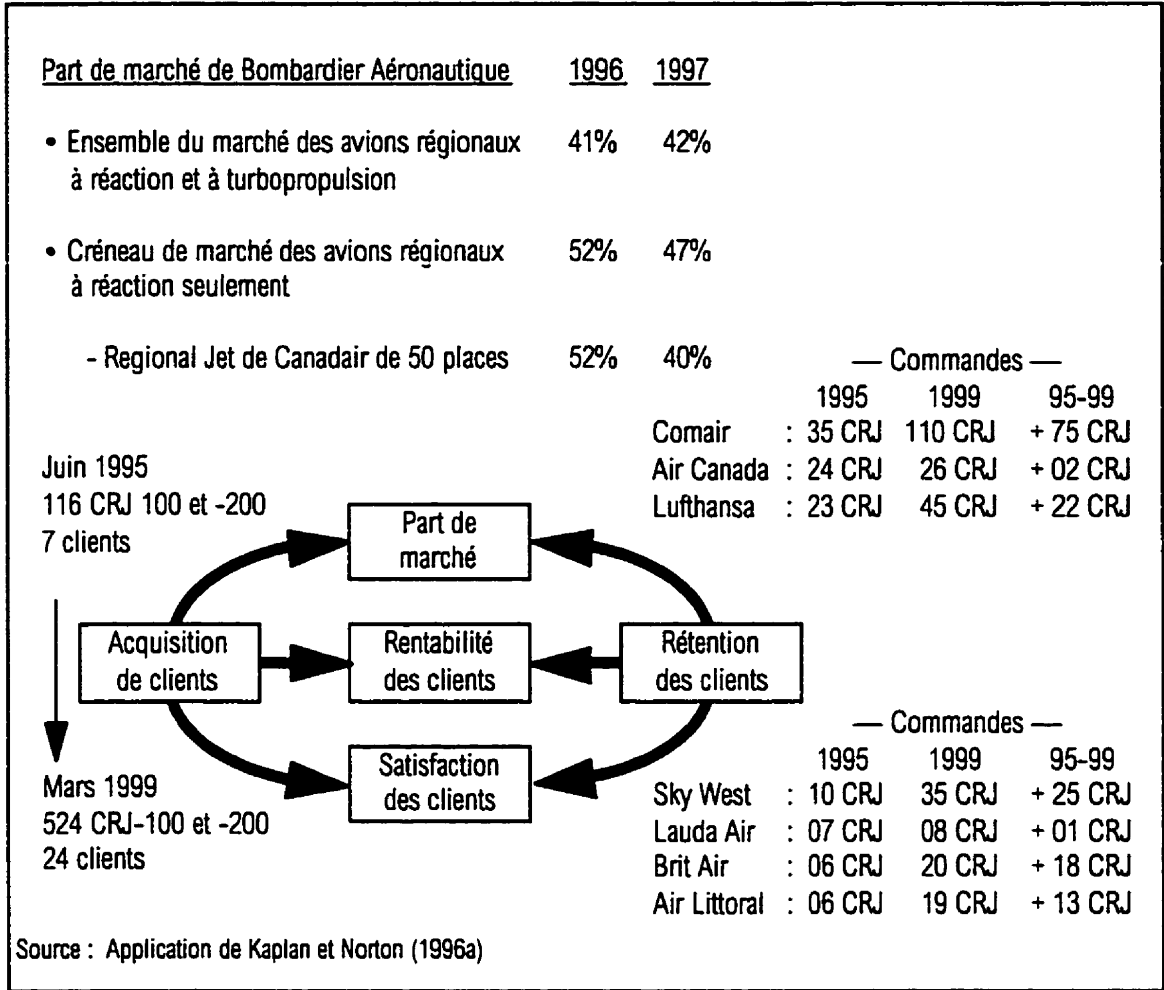 Part de marché de Bombardier Aéronautique 1996 1997
• Ensemble du marché des avions régionaux 41% 42%
à réaction et à turbopropulsion
• Créneau de marché des avions régionaux 52% 47%
à réaction seulement
- Regional Jet de Canadair de 50 places 52% 40%
— Commandes —
1995 1999 95-99
Comair : 35 CRJ 110 CRJ + 75 CRJ
Air Canada : 24 CRJ 26 CRJ + 02 CRJ
Lufthansa : 23 CRJ 45 CRJ + 22 CRJ
Juin 1995
116 CRJ 100 et -200
7 clients
Part de
marché
Acquisition
de clients
Rentabilité
des clients
Rétention
des clients
Satisfaction
des clients
Mars 1999
524 CRJ-100 et -200
24 clients
— Commandes —
1995 1999 95-99
Sky West : 10 CRJ 35 CRJ + 25 CRJ
Lauda Air : 07 CRJ 08 CRJ + 01 CRJ
Brit Air : 06 CRJ 20 CRJ + 18 CRJ
Air Littoral : 06 CRJ 19 CRJ + 13 CRJ
Source : Application de Kaplan et Norton (1996a)